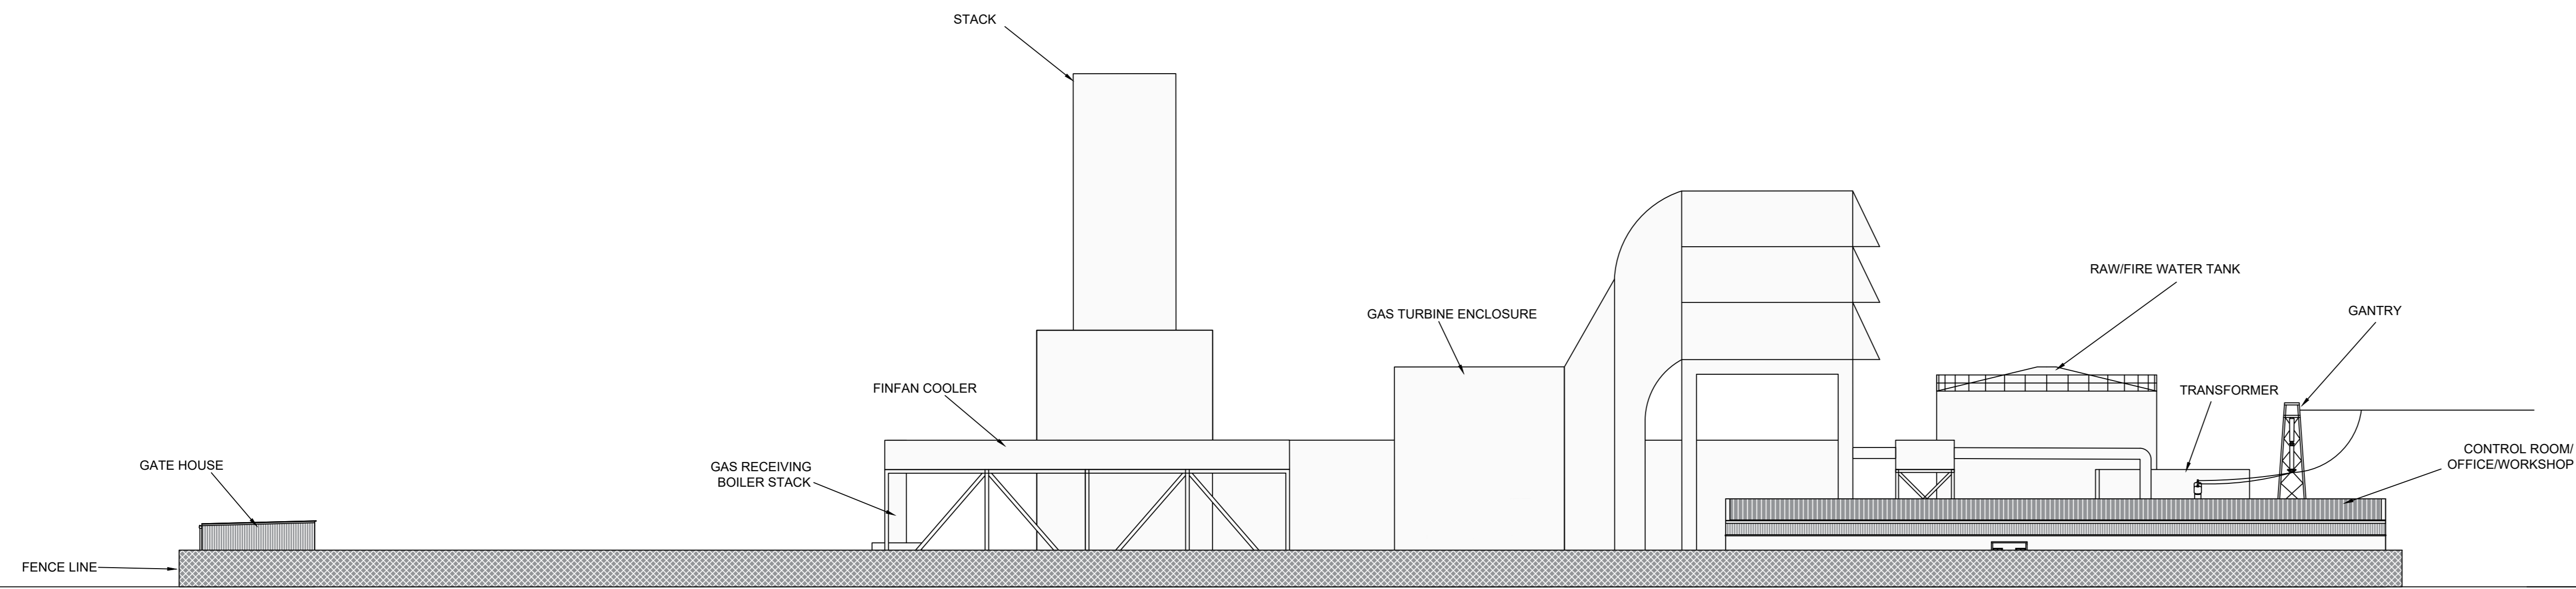 STACK
RAW/FIRE WATER TANK
GAS TURBINE ENCLOSURE
GANTRY
FINFAN COOLER
TRANSFORMER
GATE HOUSE
GAS RECEIVING
BOILER STACK
CONTROL ROOM/
OFFICE/WORKSHOP
FENCE LINE